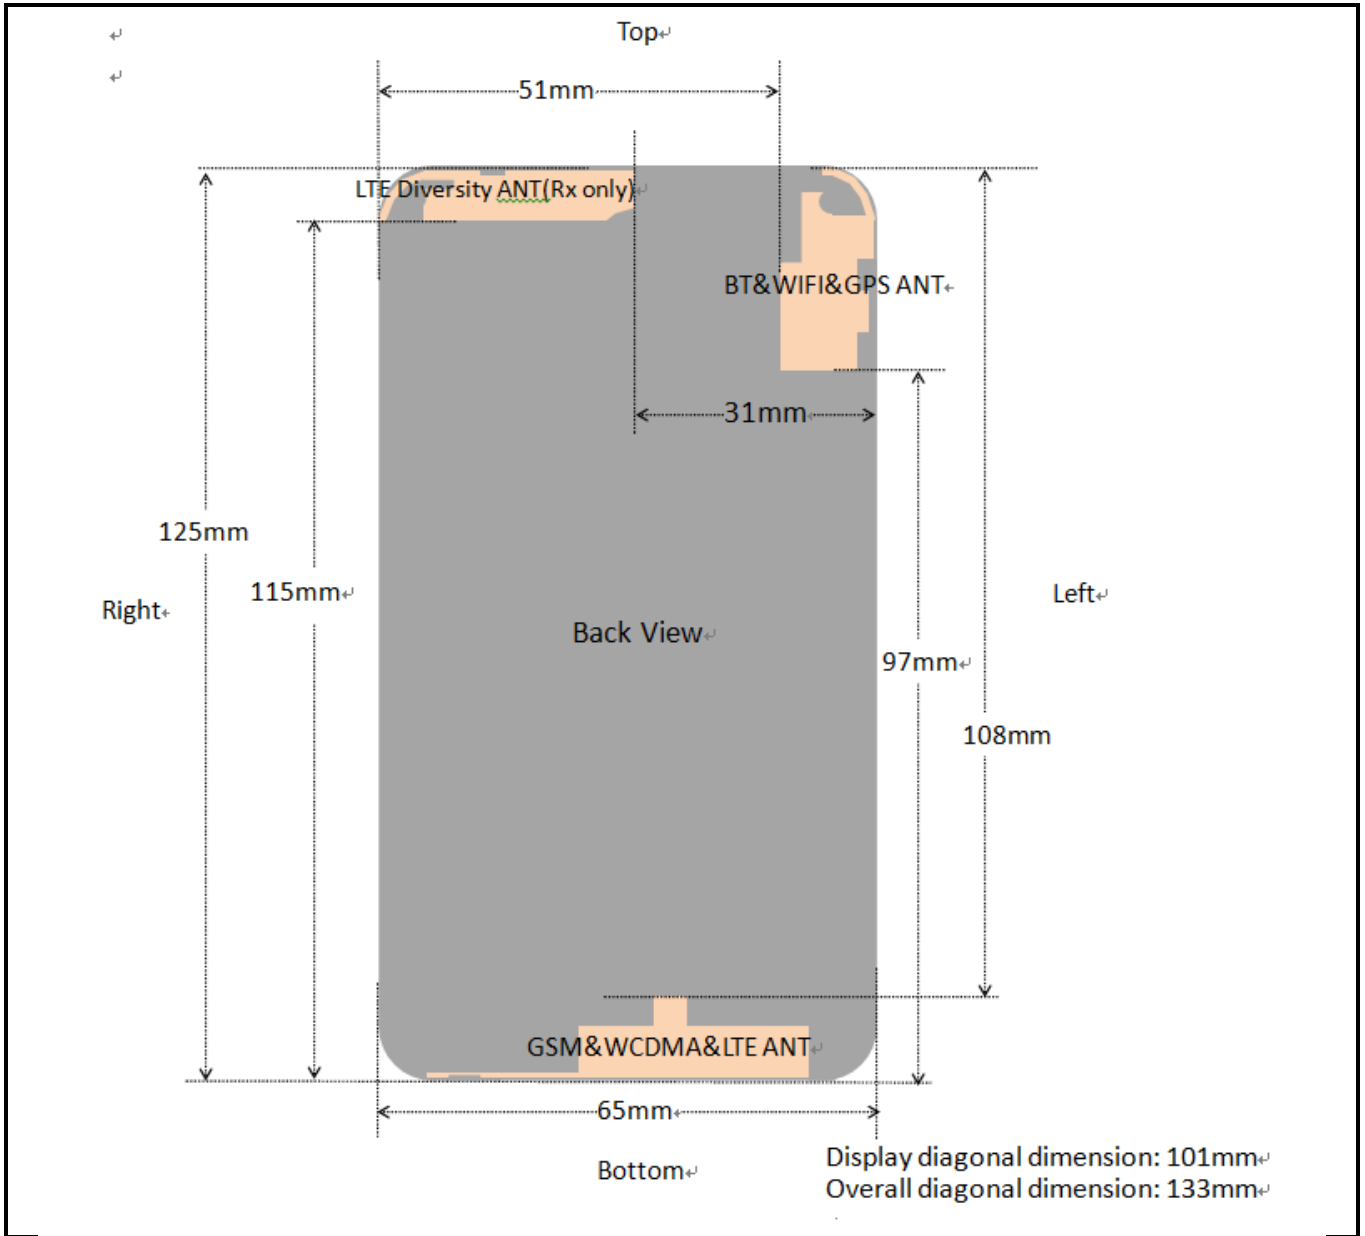 Top
51mm
LTE Diversity ANT(Rx only)
BT&WIFI&GPS ANT
31mm
125mm
115mm
Right
Left
Back View
97mm
108mm
GSM&WCDMA&LTE ANT
65mm
Bottom
Display diagonal dimension: 101mm
Overall diagonal dimension: 133mm